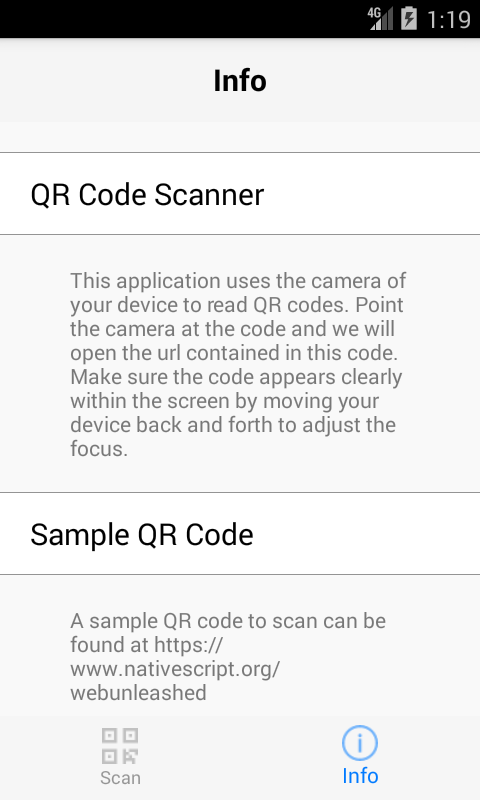 4G 1:19
Info
QR Code Scanner
This application uses the camera of
your device to read QR codes. Point
the camera at the code and we will
open the url contained in this code.
Make sure the code appears clearly
within the screen by moving your
device back and forth to adjust the
focus.
Sample QR Code
A sample QR code to scan can be
found at https://
www.nativescript.org/
webunleashed
Scan
Info